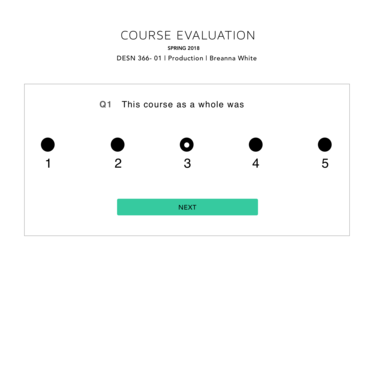 COURSE EVALUATION
SPRING 2018
DESN 366- 01 | Production | Breanna White
Q1 This course as a whole was
1 2 3 4 5
NEXT